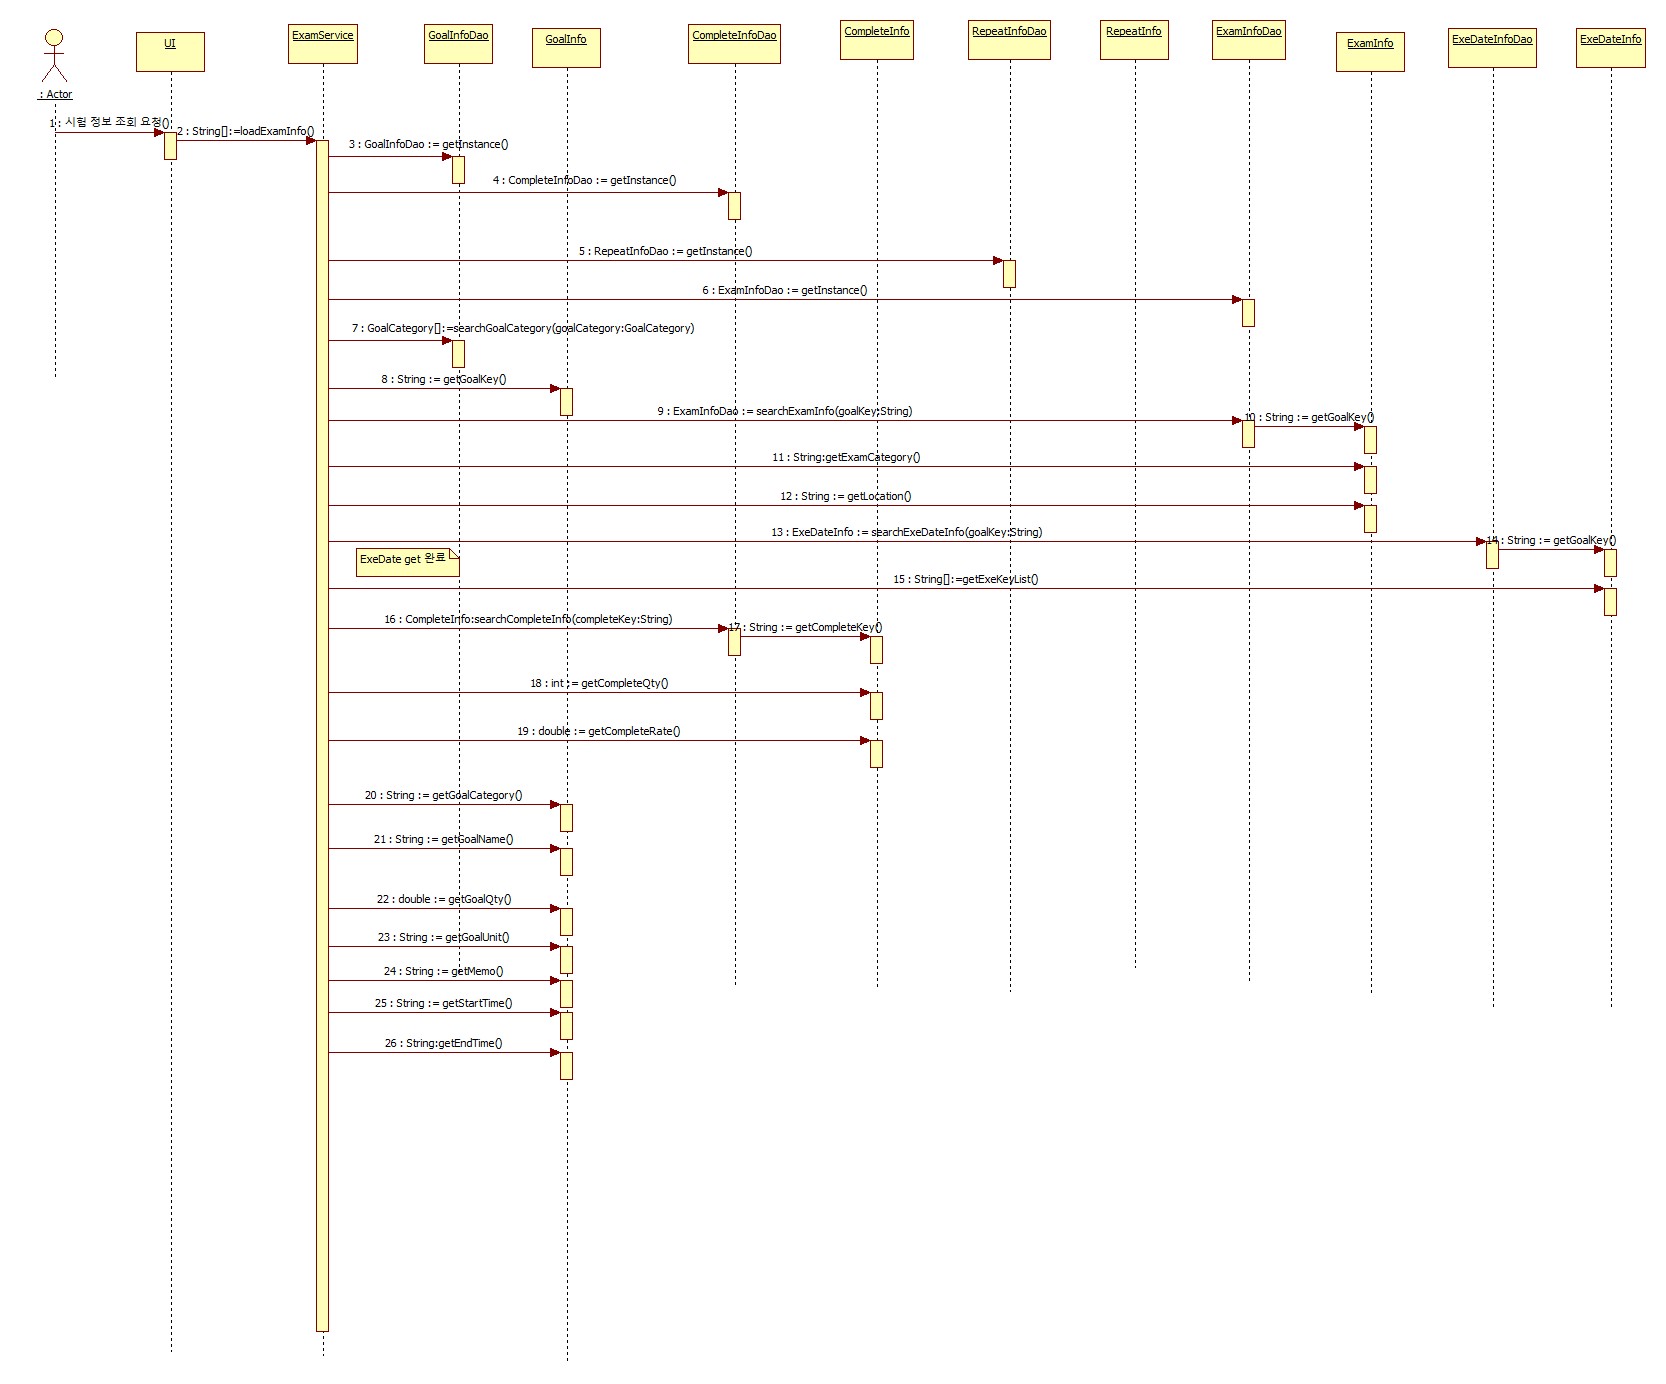 UI
ExamService
GoalInfoDao
GoalInfo
CompleteInfoDao
CompleteInfo
RepeatInfoDao
RepeatInfo
ExamInfoDao
ExamInfo
ExeDateInfoDao
ExeDateInfo
: Actor
1 : 시험 정보 조회 요청()
2 : String[]:=loadExamInfo()
3 : GoalInfoDao := getInstance()
4 : CompleteInfoDao := getInstance()
5 : RepeatInfoDao := getInstance()
6 : ExamInfoDao := getInstance()
7 : GoalCategory[]:=searchGoalCategory(goalCategory:GoalCategory)
8 : String := getGoalKey()
9 : ExamInfoDao := searchExamInfo(goalKey:String)
10 : String := getGoalKey()
11 : String:getExamCategory()
12 : String := getLocation()
13 : ExeDateInfo := searchExeDateInfo(goalKey:String)
14 : String := getGoalKey()
ExeDate get 완료
15 : String[]:=getExeKeyList()
16 : CompleteInfo:searchCompleteInfo(completeKey:String)
17 : String := getCompleteKey()
18 : int := getCompleteQty()
19 : double := getCompleteRate()
20 : String := getGoalCategory()
21 : String := getGoalName()
22 : double := getGoalQty()
23 : String := getGoalUnit()
24 : String := getMemo()
25 : String := getStartTime()
26 : String:getEndTime()